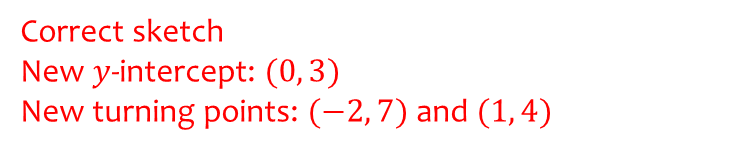 Correct sketch
New y-intercept: (0, 3)
New turning points: (−2, 7) and (1, 4)